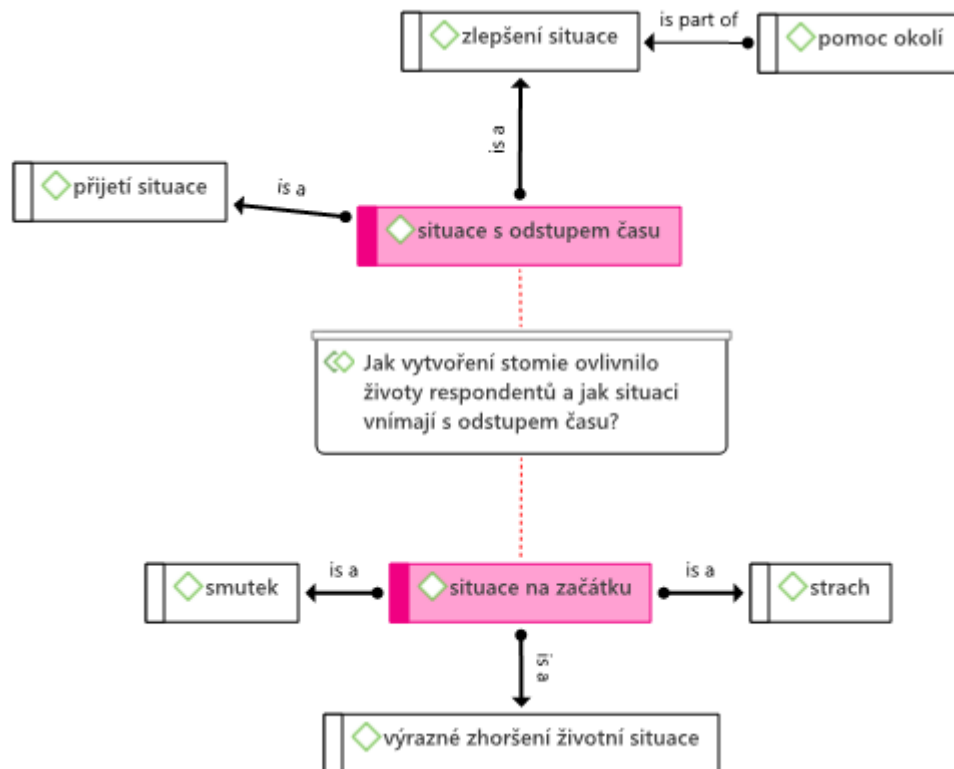 zlepšení situace
is part of
pomoc okolí
is a
přijetí situace
is a
situace s odstupem času
Jak vytvoření stomie ovlivnilo
životy respondentů a jak situaci
vnímají s odstupem času?
smutek
is a
situace na začátku
is a
strach
is a
výrazné zhoršení životní situace